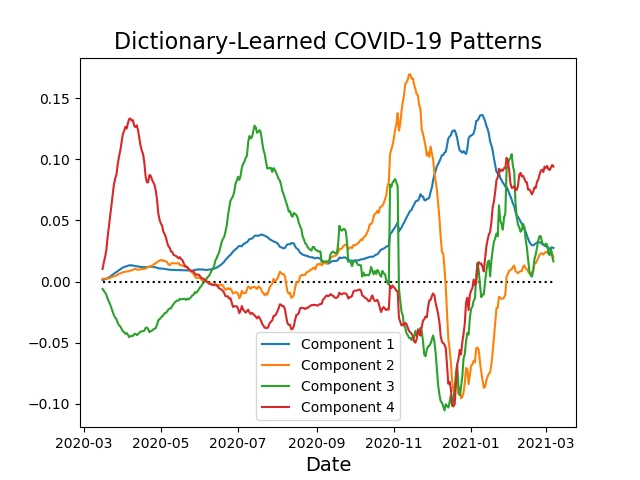 Dictionary-Learned COVID-19 Patterns
0.15
0.10
0.05
0.00
−0.05
−0.10
Component 1
Component 2
Component 3
Component 4
2020-03 2020-05 2020-07 2020-09 2020-11 2021-01 2021-03
Date